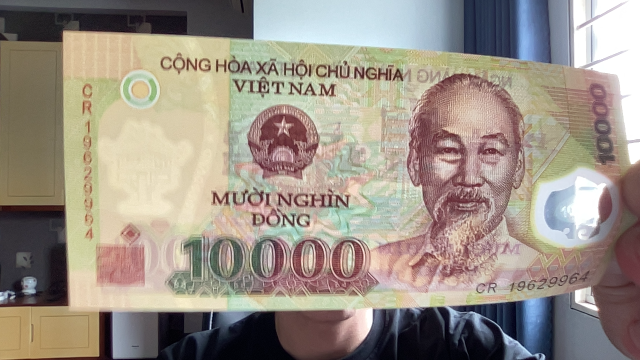 CỘNG HÒA XÃ HỘI CHỦ NGHĨA
VIỆT NAM
CR 19629964
10000
MƯỜI NGHÌN
ĐỒNG
10000
CR 19629964